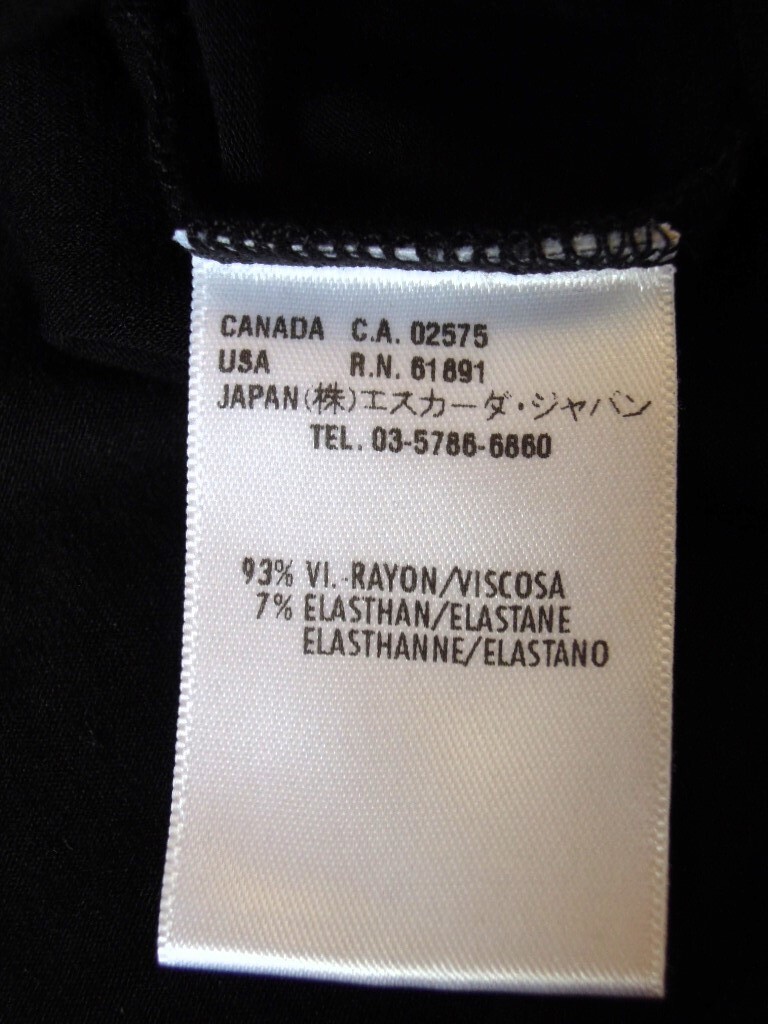 CANADA C.A. 02575
USA R.N. 61891
JAPAN (株)エスカーダ・ジャパン
TEL. 03-5786-6860
93% VI.-RAYON/VISCOSA
7% ELASTHAN/ELASTANE
ELASTHANNE/ELASTANO